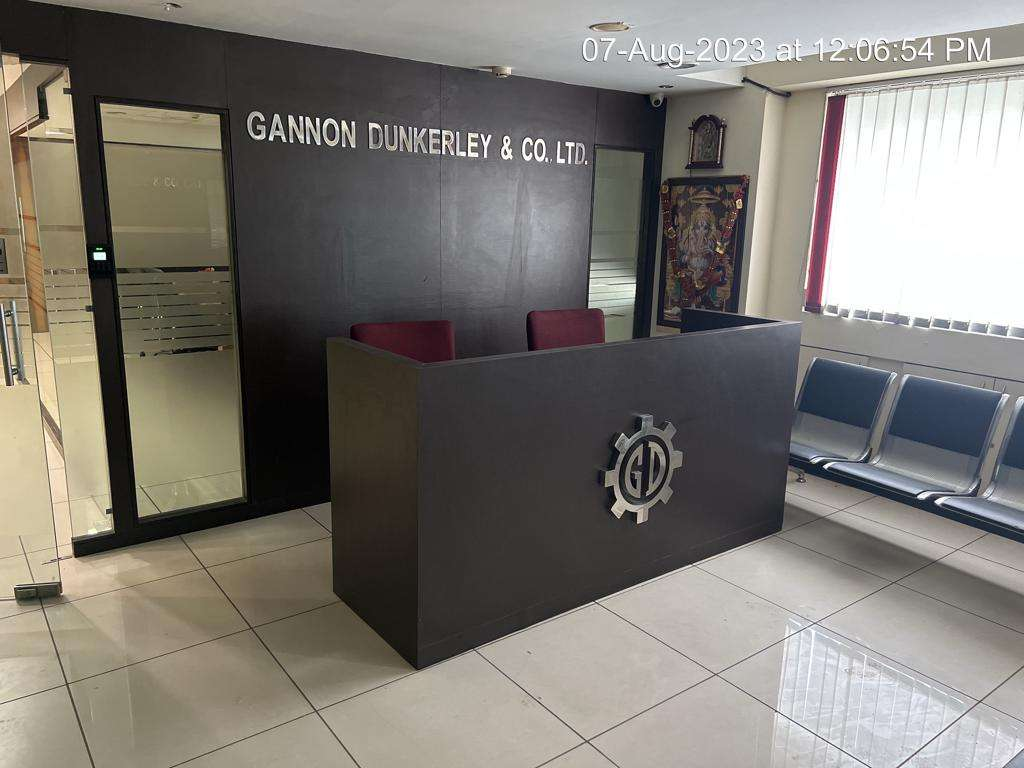 07-Aug-2023 at 12:06:54 PM
GANNON DUNKERLEY & CO., LTD.
GD